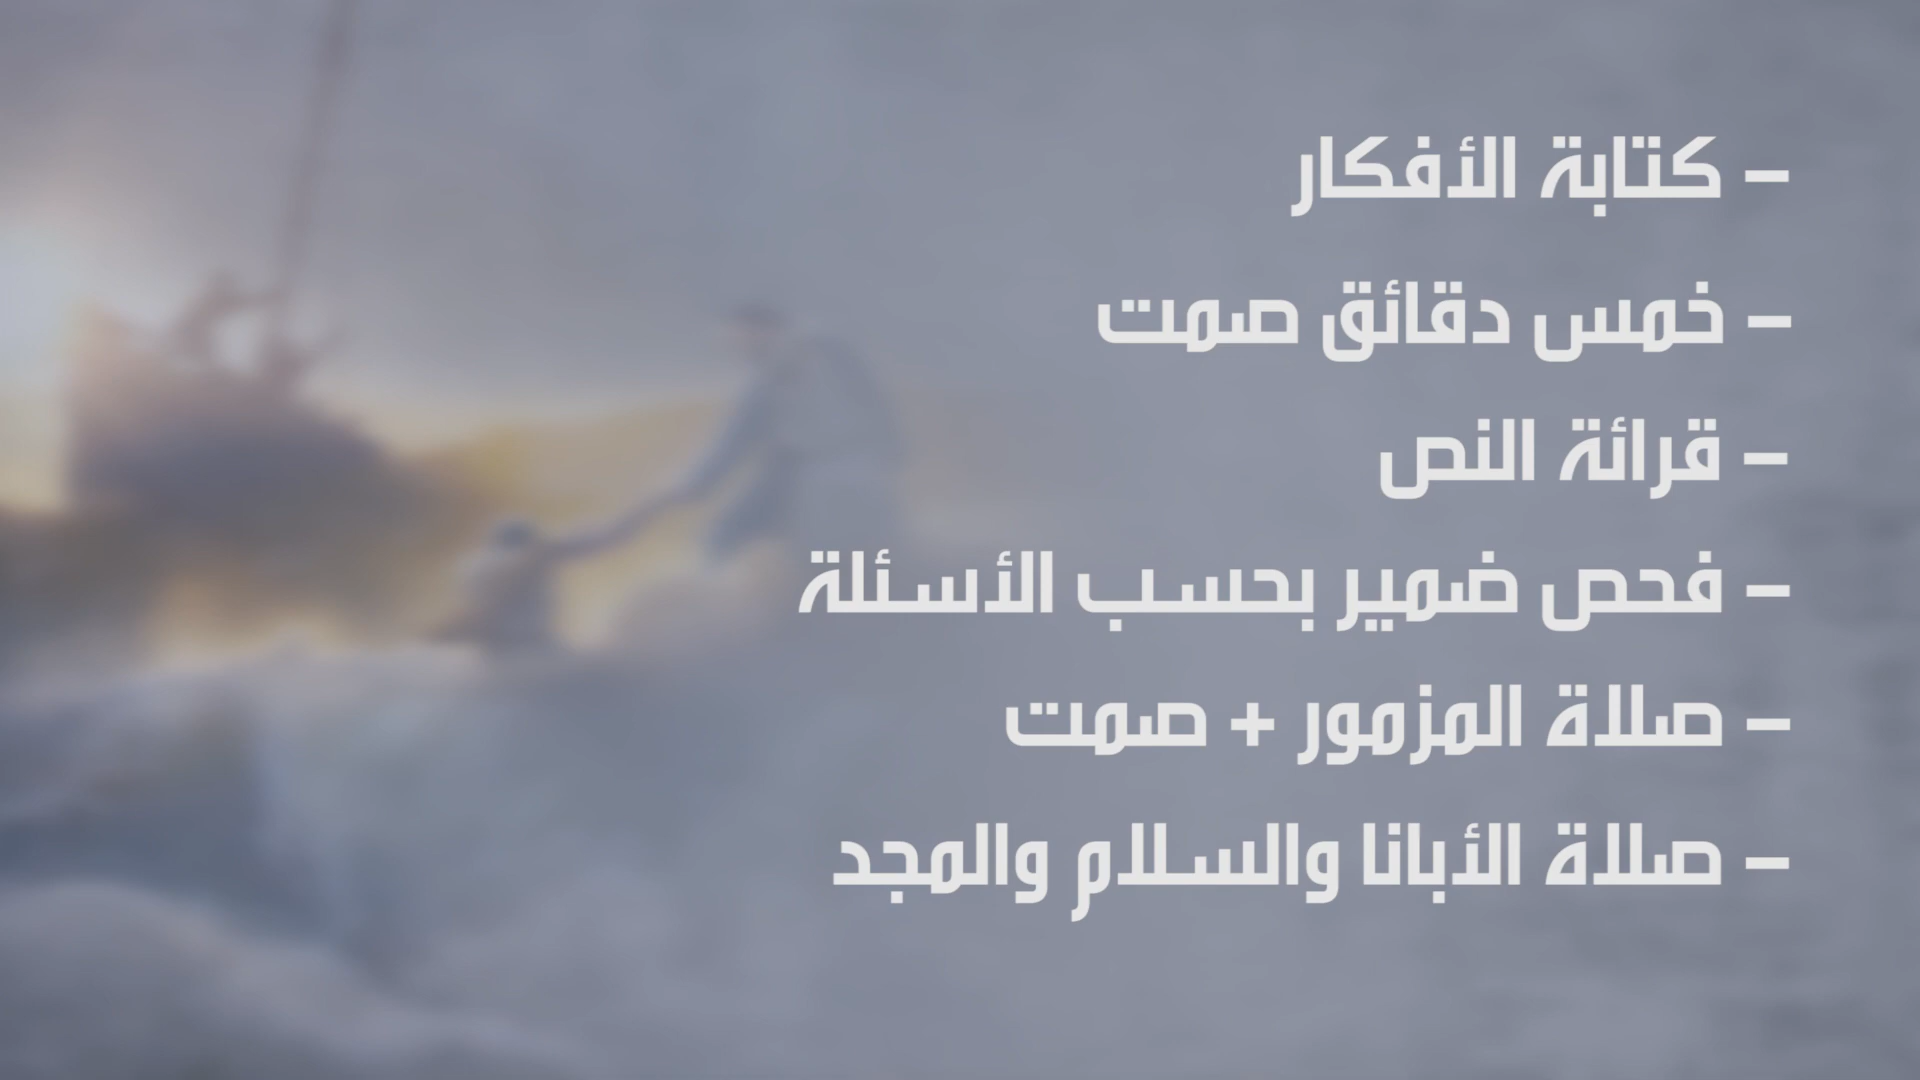 – كتابة الأفكار
– خمس دقائق صمت
– قرائة النص
– فحص ضمير بحسب الأسئلة
– صلاة المزمور + صمت
– صلاة الأبانا والسلام والمجد